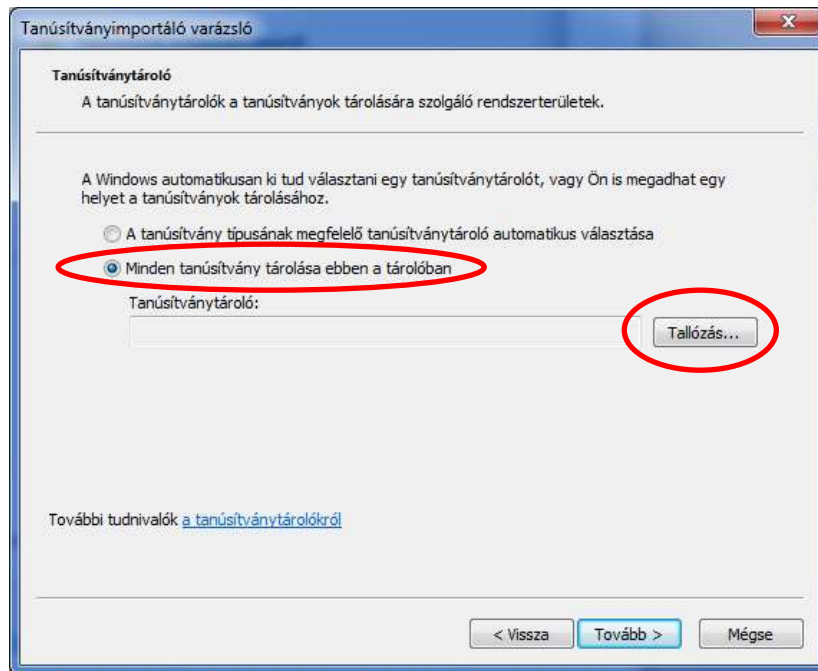 Tanúsítványimportáló varázsló
Tanúsítványtároló
A tanúsítványtárolók a tanúsítványok tárolására szolgáló rendszerterületek.
A Windows automatikusan ki tud választani egy tanúsítványtárolót, vagy Ön is megadhat egy
helyet a tanúsítványok tárolásához.
A tanúsítvány típusának megfelelő tanúsítványtároló automatikus választása
Minden tanúsítvány tárolása ebben a tárolóban
Tanúsítványtároló:
Tallózás...
További tudnivalók a tanúsítványtárolókról
< Vissza
Tovább >
Mégse